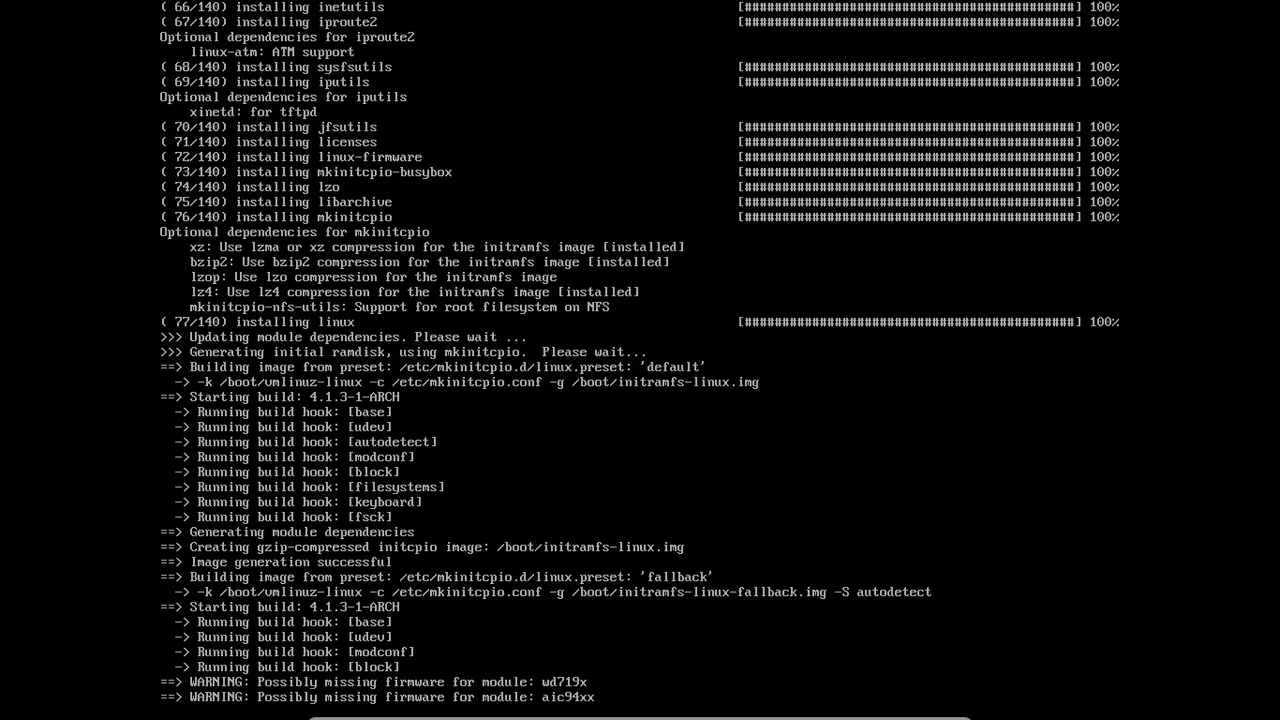 ( 66/140) installing inetutils [############################################] 100%
( 67/140) installing iproute2 [############################################] 100%
Optional dependencies for iproute2
linux-atm: ATM support
( 68/140) installing sysfsutils [############################################] 100%
( 69/140) installing iputils [############################################] 100%
Optional dependencies for iputils
xinetd: for tftpd
( 70/140) installing jfsutils [############################################] 100%
( 71/140) installing licenses [############################################] 100%
( 72/140) installing linux-firmware [############################################] 100%
( 73/140) installing mkinitcpio-busybox [############################################] 100%
( 74/140) installing lzo [############################################] 100%
( 75/140) installing libarchive [############################################] 100%
( 76/140) installing mkinitcpio [############################################] 100%
Optional dependencies for mkinitcpio
xz: Use lzma or xz compression for the initramfs image [installed]
bzip2: Use bzip2 compression for the initramfs image [installed]
lzop: Use lzo compression for the initramfs image
lz4: Use lz4 compression for the initramfs image [installed]
mkinitcpio-nfs-utils: Support for root filesystem on NFS
( 77/140) installing linux [############################################] 100%
>>> Updating module dependencies. Please wait ...
>>> Generating initial ramdisk, using mkinitcpio.  Please wait...
==> Building image from preset: /etc/mkinitcpio.d/linux.preset: 'default'
-> -k /boot/vmlinuz-linux -c /etc/mkinitcpio.conf -g /boot/initramfs-linux.img
==> Starting build: 4.1.3-1-ARCH
-> Running build hook: [base]
-> Running build hook: [udev]
-> Running build hook: [autodetect]
-> Running build hook: [modconf]
-> Running build hook: [block]
-> Running build hook: [filesystems]
-> Running build hook: [keyboard]
-> Running build hook: [fsck]
==> Generating module dependencies
==> Creating gzip-compressed initcpio image: /boot/initramfs-linux.img
==> Image generation successful
==> Building image from preset: /etc/mkinitcpio.d/linux.preset: 'fallback'
-> -k /boot/vmlinuz-linux -c /etc/mkinitcpio.conf -g /boot/initramfs-linux-fallback.img -S autodetect
==> Starting build: 4.1.3-1-ARCH
-> Running build hook: [base]
-> Running build hook: [udev]
-> Running build hook: [modconf]
-> Running build hook: [block]
==> WARNING: Possibly missing firmware for module: wd719x
==> WARNING: Possibly missing firmware for module: aic94xx